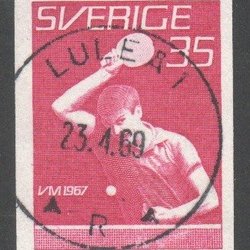 SVERIGE
35
LULEÅ 1
23.4.69
VM 1967
A R A